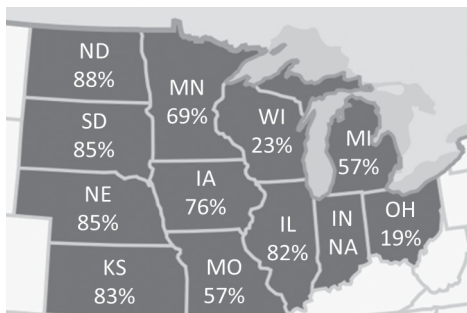 ND
88%
MN
69%
WI
23%
MI
57%
SD
85%
IA
76%
NE
85%
IL
82%
IN
NA
OH
19%
KS
83%
MO
57%